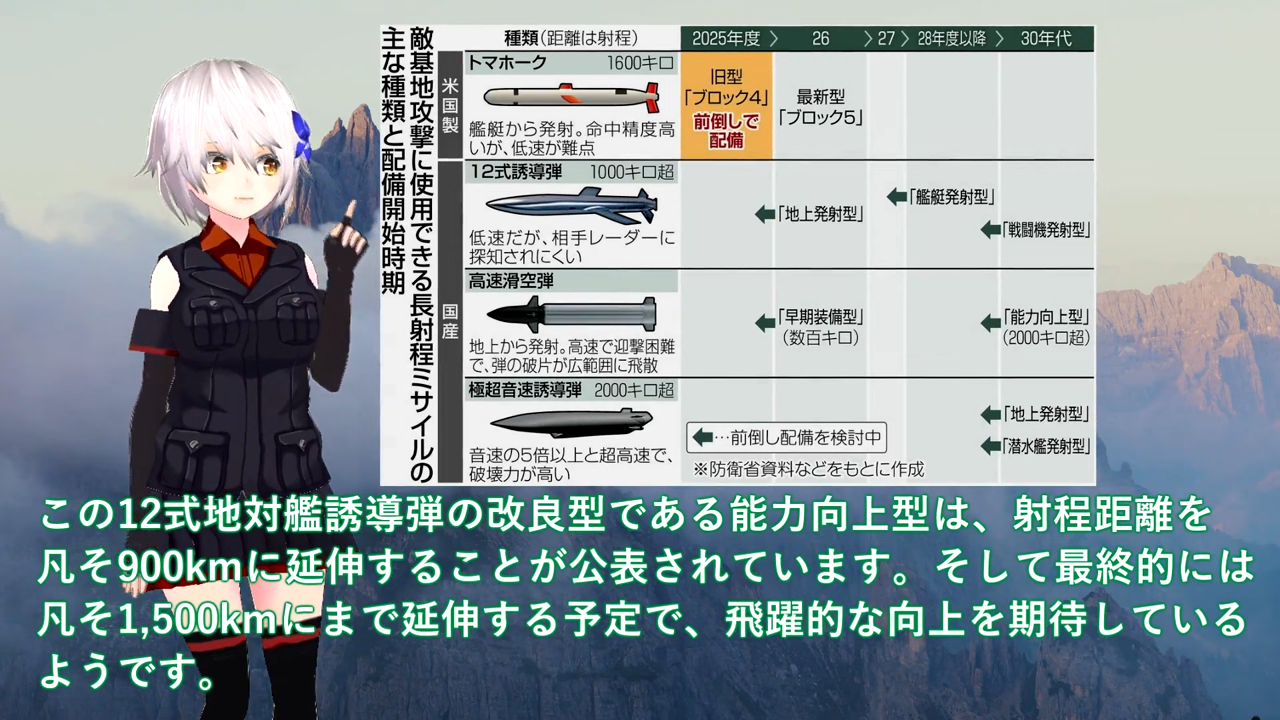 敵基地攻撃に使用できる長射程ミサイルの
主な種類と配備開始時期
種類(距離は射程)
2025年度 > 26 > 27 > 28年度以降 > 30年代
米国製
トマホーク 1600キロ
艦艇から発射。命中精度高
いが、低速が難点
旧型
「ブロック4」
前倒しで
配備
最新型
「ブロック5」
国産
12式誘導弾 1000キロ超
低速だが、相手レーダーに
探知されにくい
「地上発射型」
「艦艇発射型」
「戦闘機発射型」
高速滑空弾
地上から発射。高速で迎撃困難
で、弾の破片が広範囲に飛散
「早期装備型」
(数百キロ)
「能力向上型」
(2000キロ超)
極超音速誘導弾 2000キロ超
音速の5倍以上と超高速で、
破壊力が高い
「地上発射型」
「潜水艦発射型」
…前倒し配備を検討中
※防衛省資料などをもとに作成
この12式地対艦誘導弾の改良型である能力向上型は、射程距離を
凡そ900kmに延伸することが公表されています。そして最終的には
凡そ1,500kmにまで延伸する予定で、飛躍的な向上を期待している
ようです。